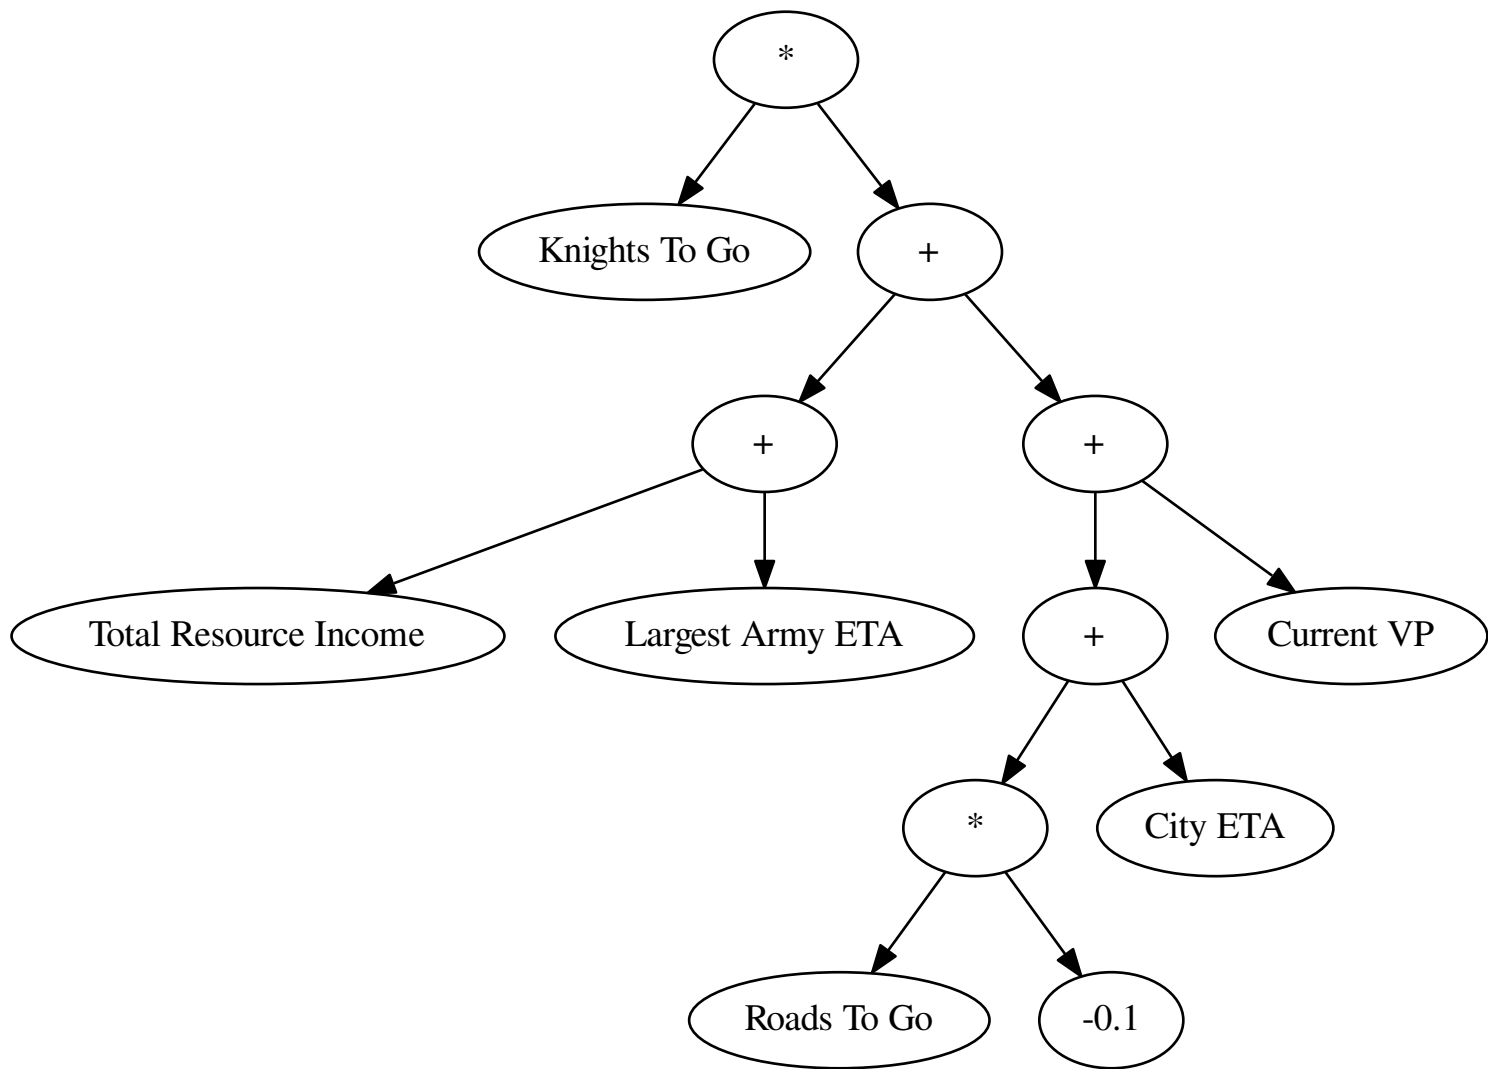 *
Knights To Go
+
+
+
Total Resource Income
Largest Army ETA
+
Current VP
*
City ETA
Roads To Go
-0.1